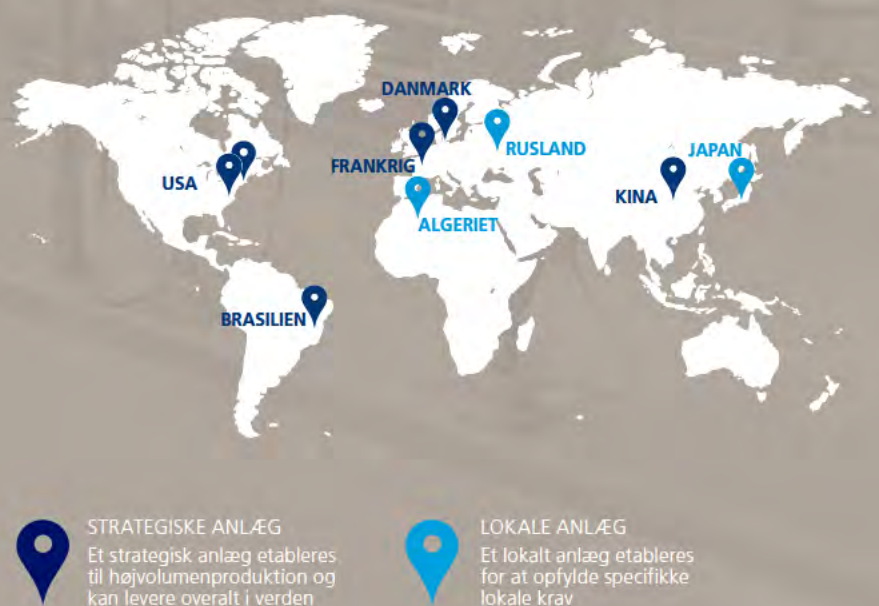 DANMARK
RUSLAND
FRANKRIG
JAPAN
USA
KINA
ALGERIET
BRASILIEN
STRATEGISKE ANLÆG
Et strategisk anlæg etableres
til højvolumenproduktion og
kan levere overalt i verden
LOKALE ANLÆG
Et lokalt anlæg etableres
for at opfylde specifikke
lokale krav